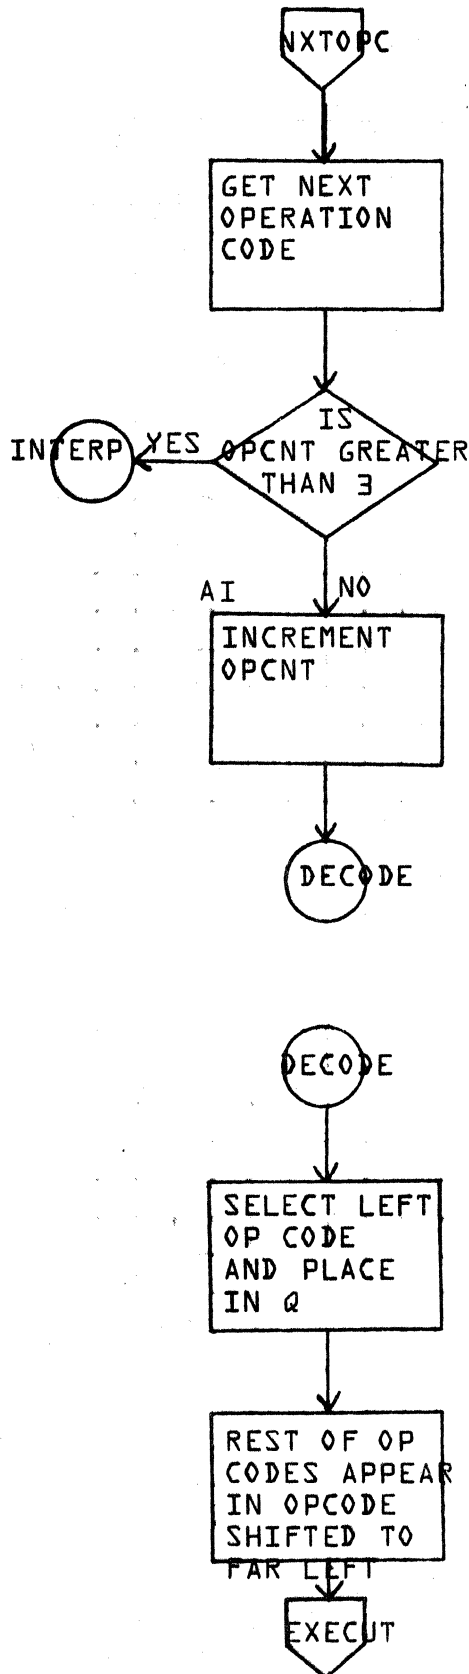 NXTOPC
GET NEXT
OPERATION
CODE
IS
OPCNT GREATER
THAN 3
YES
INTERP
NO
AI
INCREMENT
OPCNT
DECODE
DECODE
SELECT LEFT
OP CODE
AND PLACE
IN Q
REST OF OP
CODES APPEAR
IN OPCODE
SHIFTED TO
FAR LEFT
EXECUT